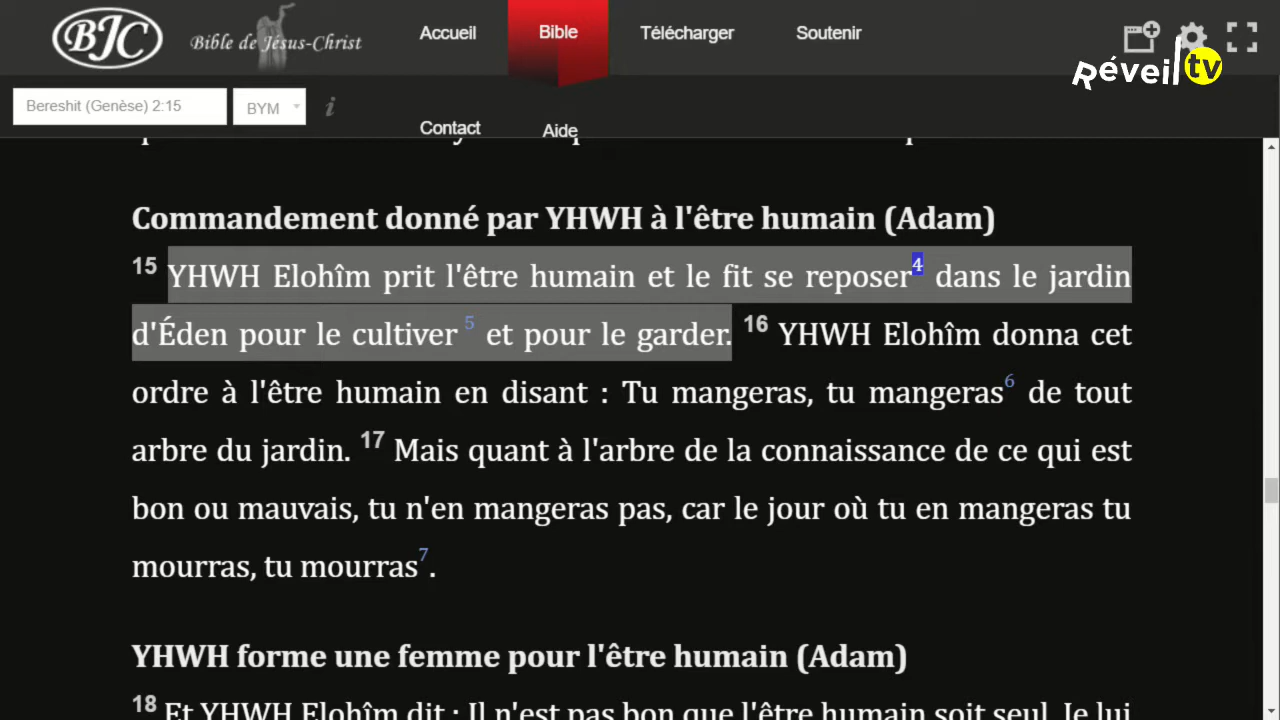 BJC Bible de Jésus-Christ
Accueil Bible Télécharger Soutenir
Réveil tv
Bereshit (Genèse) 2:15 BYM i
Contact Aide
Commandement donné par YHWH à l'être humain (Adam)
15 YHWH Elohîm prit l'être humain et le fit se reposer4 dans le jardin
d'Éden pour le cultiver 5 et pour le garder. 16 YHWH Elohîm donna cet
ordre à l'être humain en disant : Tu mangeras, tu mangeras6 de tout
arbre du jardin. 17 Mais quant à l'arbre de la connaissance de ce qui est
bon ou mauvais, tu n'en mangeras pas, car le jour où tu en mangeras tu
mourras, tu mourras7.
YHWH forme une femme pour l'être humain (Adam)
18 Et YHWH Elohîm dit : Il n'est pas bon que l'être humain soit seul. Je lui